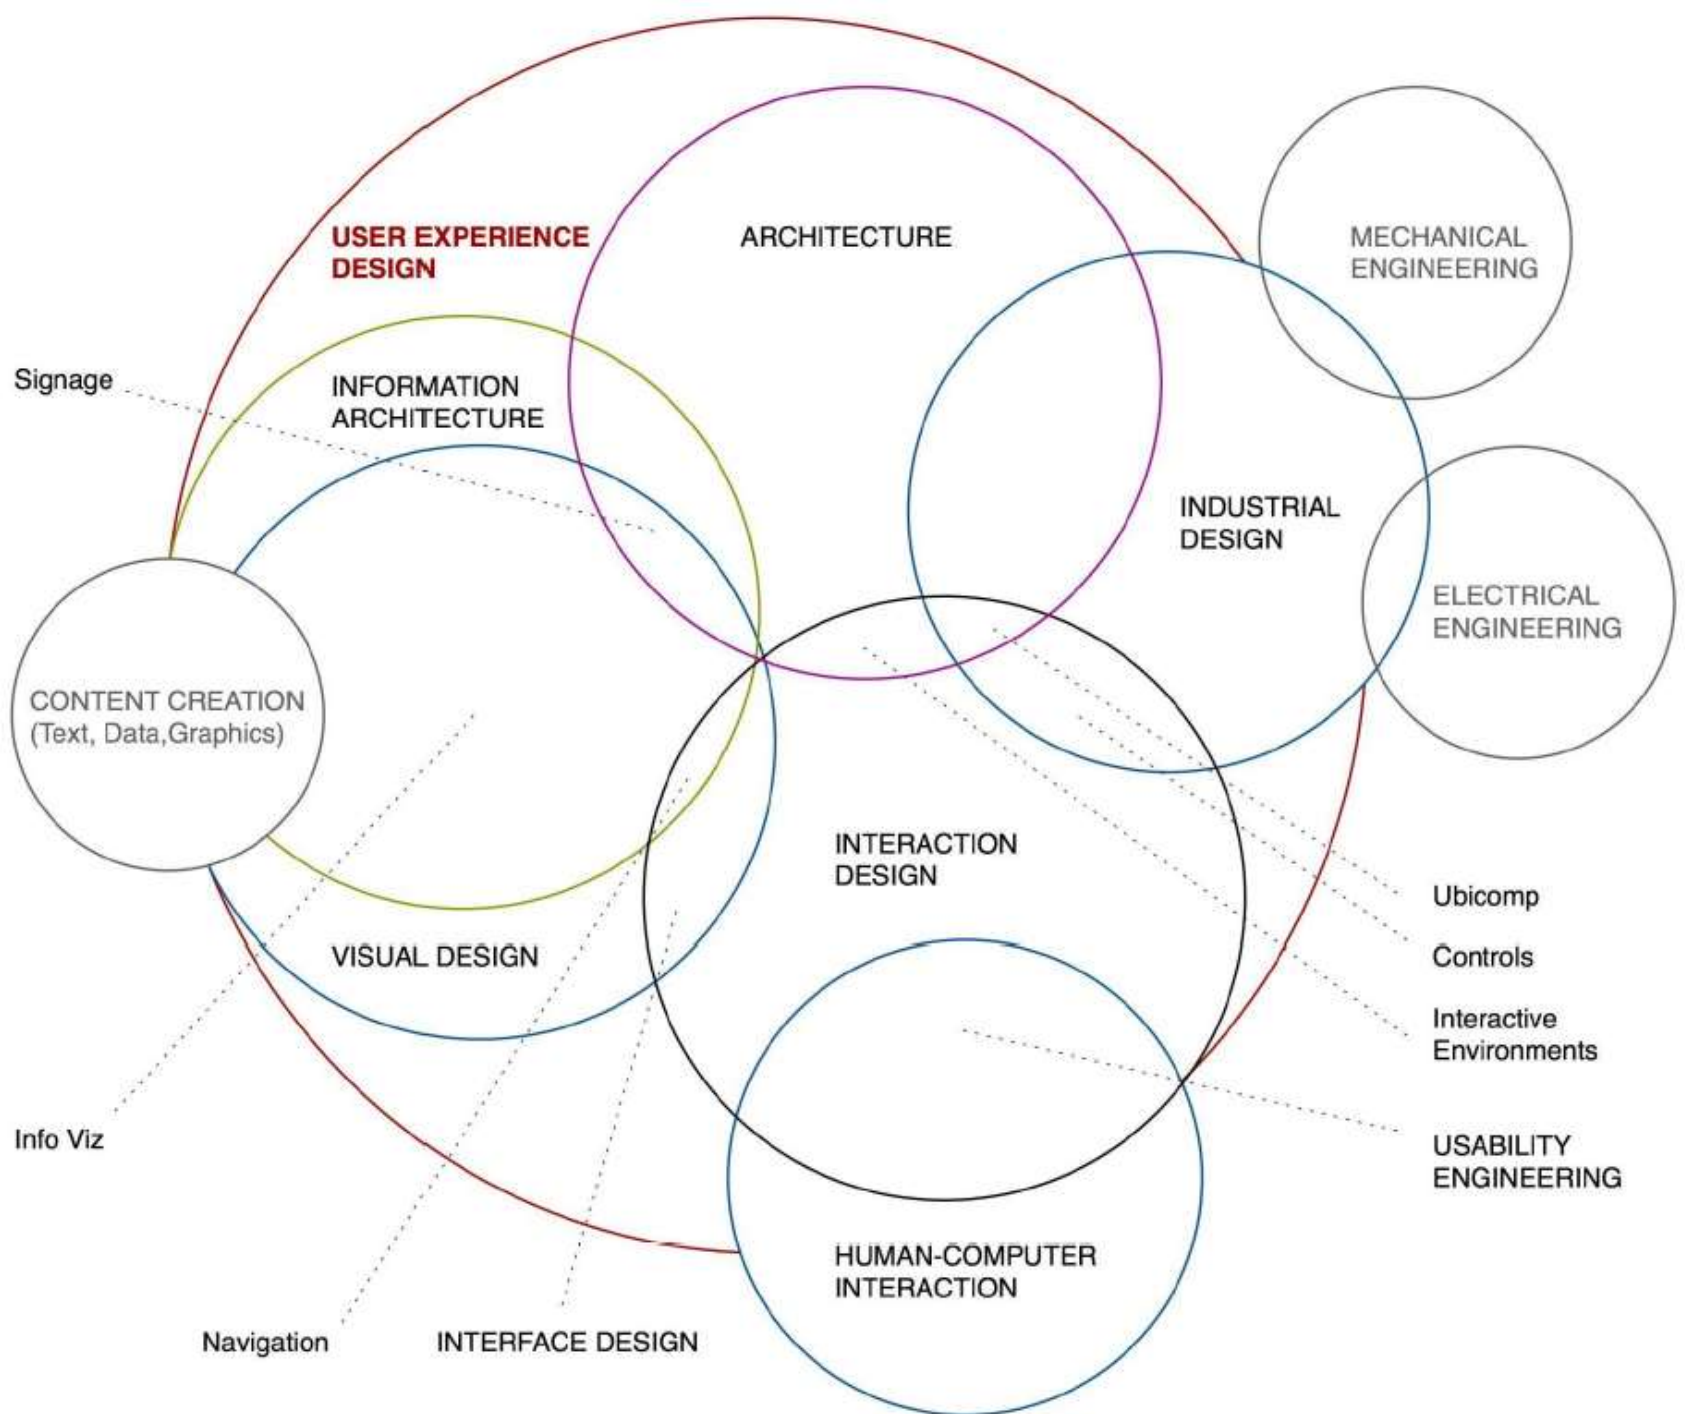 USER EXPERIENCE
DESIGN
ARCHITECTURE
MECHANICAL
ENGINEERING
Signage
INFORMATION
ARCHITECTURE
INDUSTRIAL
DESIGN
ELECTRICAL
ENGINEERING
CONTENT CREATION
(Text, Data,Graphics)
INTERACTION
DESIGN
VISUAL DESIGN
Ubicomp
Controls
Interactive
Environments
Info Viz
USABILITY
ENGINEERING
HUMAN-COMPUTER
INTERACTION
Navigation
INTERFACE DESIGN